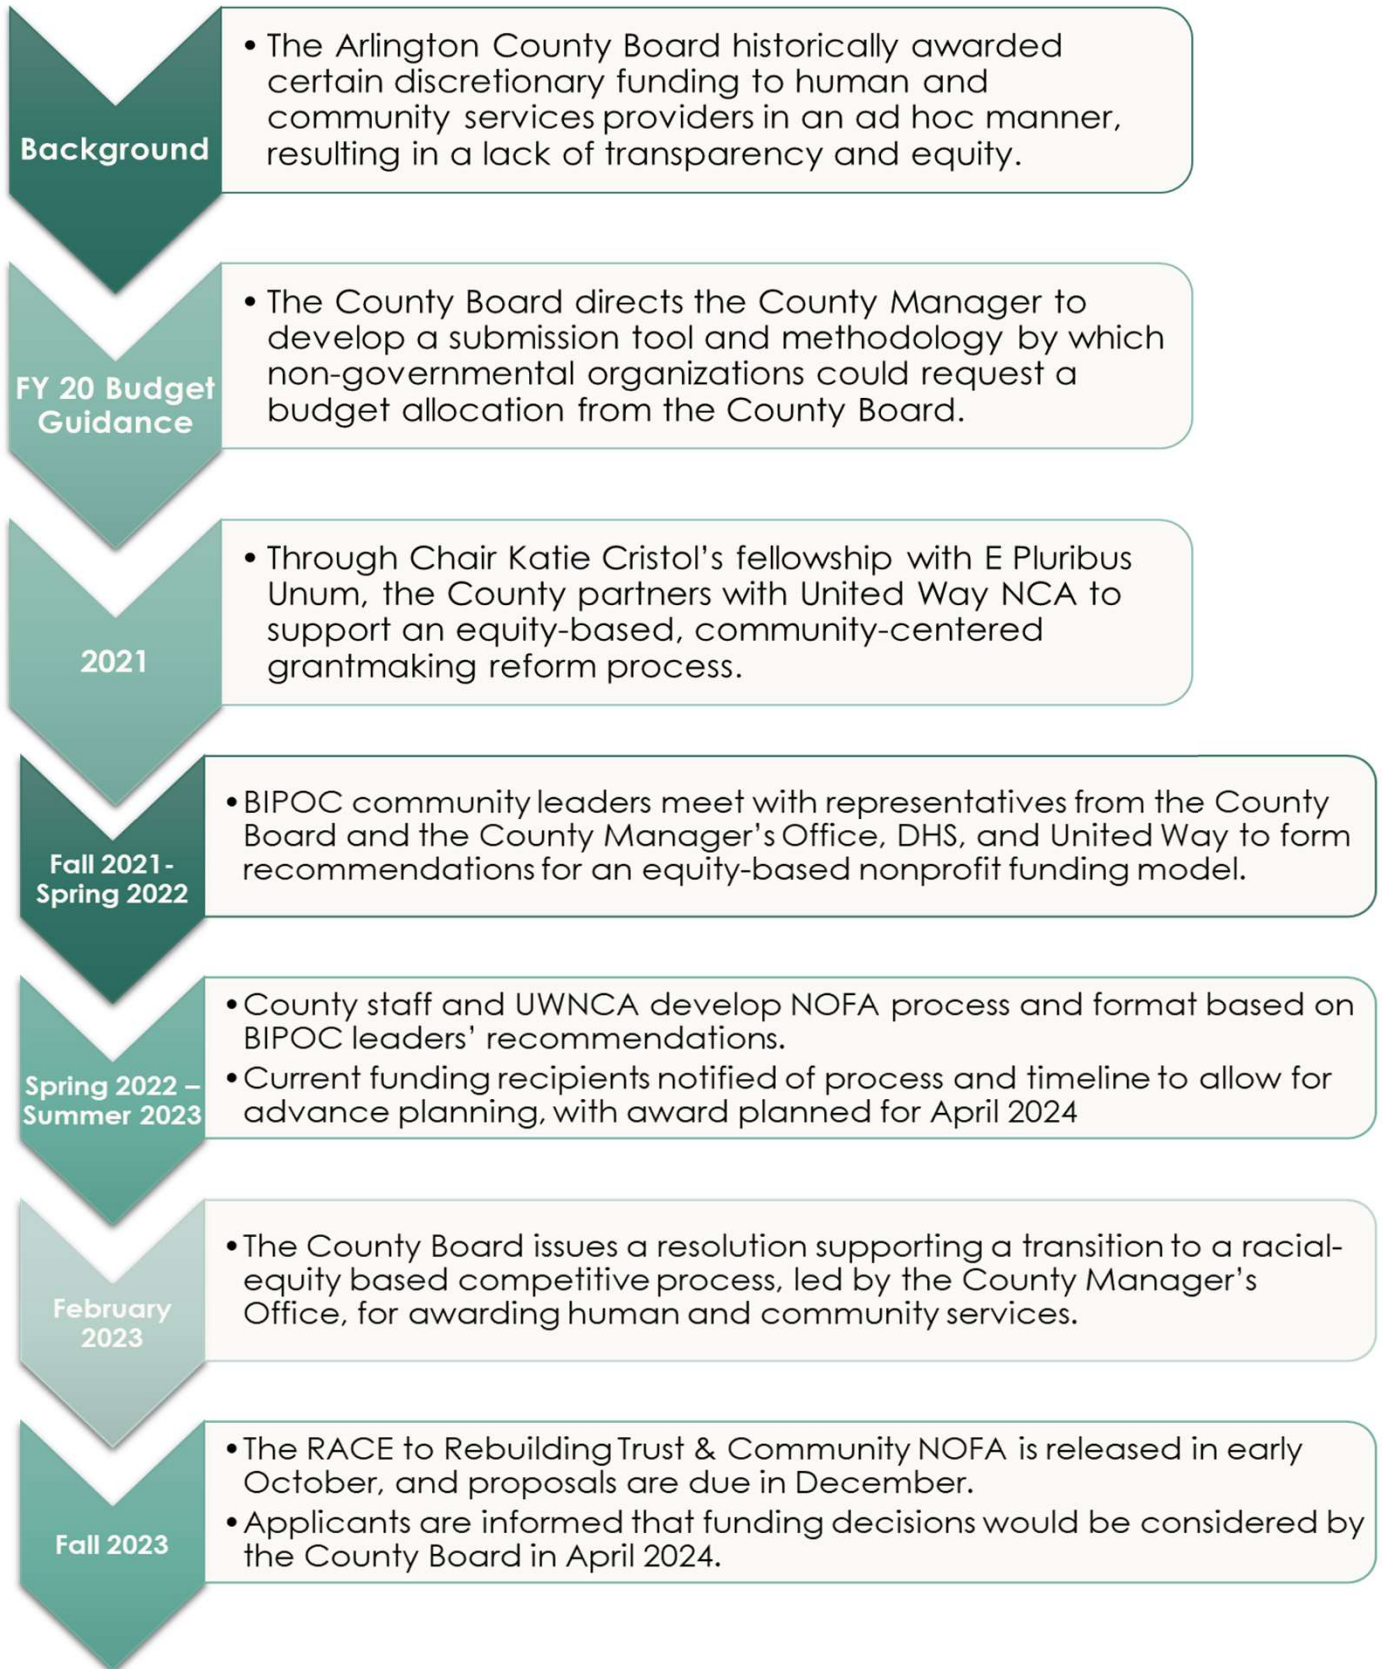 Background
• The Arlington County Board historically awarded
certain discretionary funding to human and
community services providers in an ad hoc manner,
resulting in a lack of transparency and equity.
FY 20 Budget
Guidance
• The County Board directs the County Manager to
develop a submission tool and methodology by which
non-governmental organizations could request a
budget allocation from the County Board.
2021
• Through Chair Katie Cristol’s fellowship with E Pluribus
Unum, the County partners with United Way NCA to
support an equity-based, community-centered
grantmaking reform process.
Fall 2021-
Spring 2022
• BIPOC community leaders meet with representatives from the County
Board and the County Manager’s Office, DHS, and United Way to form
recommendations for an equity-based nonprofit funding model.
Spring 2022 –
Summer 2023
• County staff and UWNCA develop NOFA process and format based on
BIPOC leaders’ recommendations.
• Current funding recipients notified of process and timeline to allow for
advance planning, with award planned for April 2024
February
2023
• The County Board issues a resolution supporting a transition to a racial-
equity based competitive process, led by the County Manager’s
Office, for awarding human and community services.
Fall 2023
• The RACE to Rebuilding Trust & Community NOFA is released in early
October, and proposals are due in December.
• Applicants are informed that funding decisions would be considered by
the County Board in April 2024.